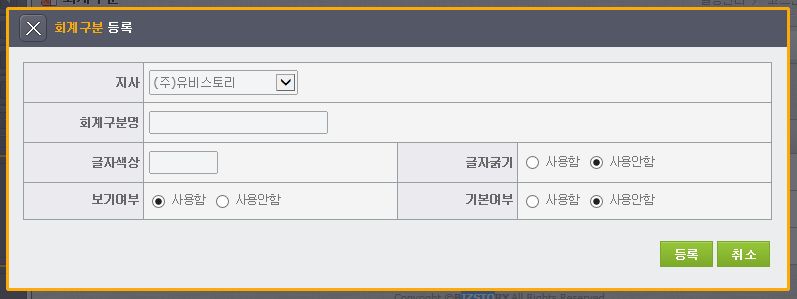 회계구분 등록
지사 (주)유비스토리
회계구분명
글자색상 글자굵기 사용함 사용안함
보기여부 사용함 사용안함 기본여부 사용함 사용안함
등록 취소